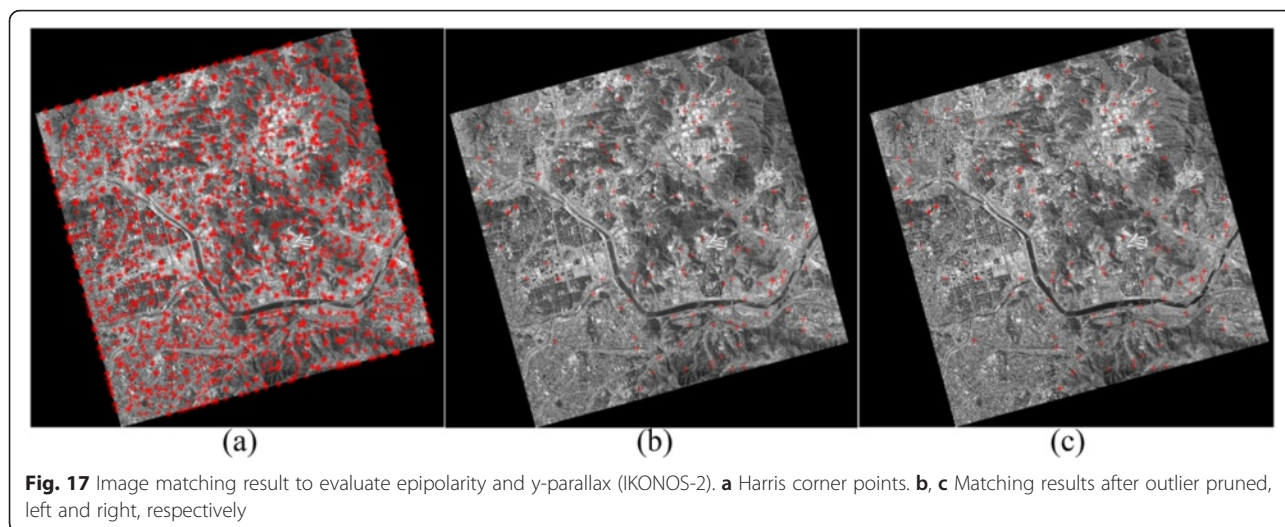 (a) (b) (c)
Fig. 17 Image matching result to evaluate epipolarity and y-parallax (IKONOS-2). a Harris corner points. b, c Matching results after outlier pruned,
left and right, respectively